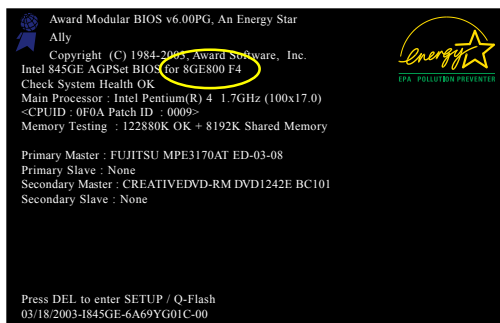 Award Modular BIOS v6.00PG, An Energy Star
Ally
Copyright (C) 1984-2003, Award Software, Inc.
Intel 845GE AGPSet BIOS for 8GE800 F4
Check System Health OK
Main Processor : Intel Pentium(R) 4 1.7GHz (100x17.0)
<CPUID : 0F0A Patch ID : 0009>
Memory Testing : 122880K OK + 8192K Shared Memory
Primary Master : FUJITSU MPE3170AT ED-03-08
Primary Slave : None
Secondary Master : CREATIVEDVD-RM DVD1242E BC101
Secondary Slave : None
energy
EPA POLLUTION PREVENTER
Press DEL to enter SETUP / Q-Flash
03/18/2003-I845GE-6A69YG01C-00